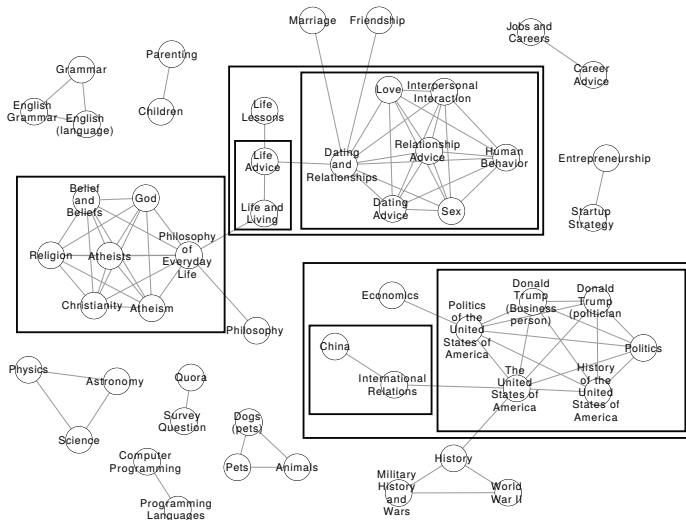 Marriage
Friendship
Jobs and
Careers
Career
Advice
Grammar
English
Grammar
English
(language)
Parenting
Children
Life
Lessons
Life
Advice
Life and
Living
Love
Interpersonal
Interaction
Dating
and
Relationships
Relationship
Advice
Human
Behavior
Dating
Advice
Sex
Entrepreneurship
Startup
Strategy
Belief
and
Beliefs
God
Religion
Atheists
Philosophy
of
Everyday
Life
Christianity
Atheism
Philosophy
Economics
China
International
Relations
Politics
of the
United
States of
America
Donald
Trump
(Business
person)
Donald
Trump
(politician
Politics
The
United
States of
America
History
of the
United
States of
America
Physics
Astronomy
Science
Quora
Survey
Question
Dogs
(pets)
Pets
Animals
Computer
Programming
Programming
Languages
History
Military
History
and
Wars
World
War II